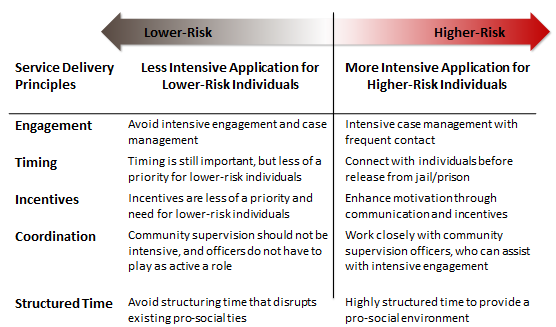 Lower-Risk Higher-Risk
Service Delivery Less Intensive Application for More Intensive Application for
Principles Lower-Risk Individuals Higher-Risk Individuals
Engagement Avoid intensive engagement and case Intensive case management with
management frequent contact
Timing Timing is still important, but less of a Connect with individuals before
priority for lower-risk individuals release from jail/prison
Incentives Incentives are less of a priority and Enhance motivation through
need for lower-risk individuals communication and incentives
Coordination Community supervision should not be Work closely with community
intensive, and officers do not have to supervision officers, who can assist
play as active a role with intensive engagement
Structured Time Avoid structuring time that disrupts Highly structured time to provide a
existing pro-social ties pro-social environment